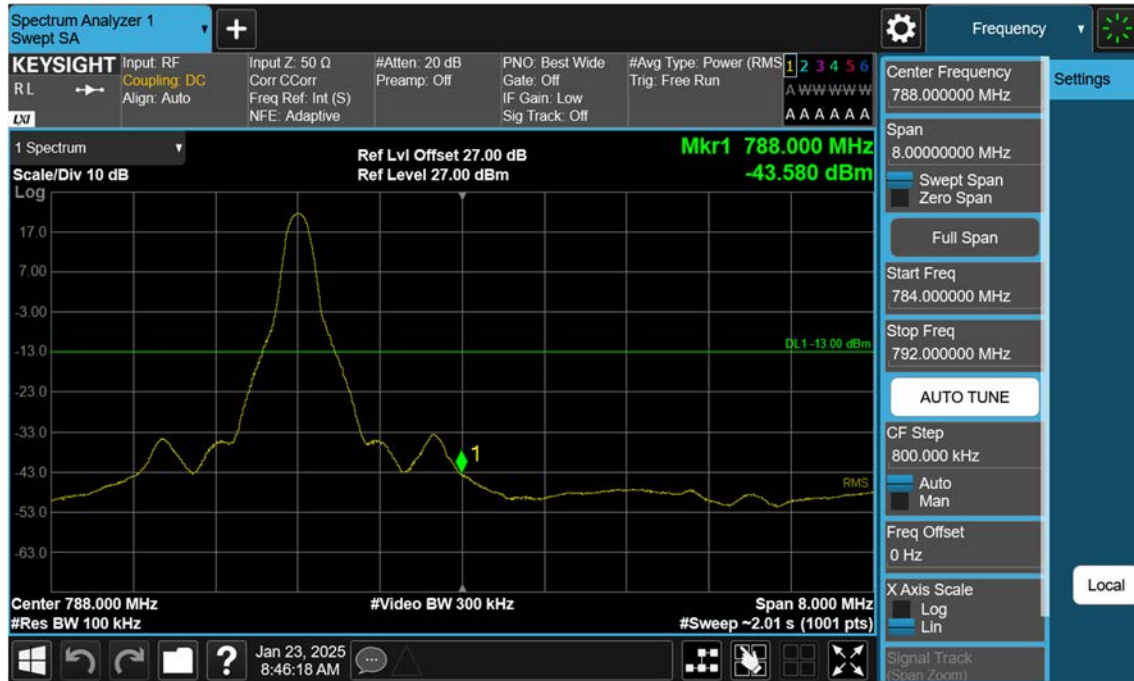 Spectrum Analyzer 1
Swept SA
Frequency
KEYSIGHT
RL
LXI
Input: RF
Coupling: DC
Align: Auto
Input Z: 50 Ω
Corr CCorr
Freq Ref: Int (S)
NFE: Adaptive
#Atten: 20 dB
Preamp: Off
PNO: Best Wide
Gate: Off
IF Gain: Low
Sig Track: Off
#Avg Type: Power (RMS
Trig: Free Run
1 2 3 4 5 6
A W W W W W
A A A A A A
1 Spectrum
Scale/Div 10 dB
Log
Ref Lvl Offset 27.00 dB
Ref Level 27.00 dBm
Mkr1 788.000 MHz
-43.580 dBm
17.0
7.00
-3.00
-13.0
-23.0
-33.0
-43.0
-53.0
-63.0
DL1 -13.00 dBm
1
RMS
Center 788.000 MHz
#Res BW 100 kHz
#Video BW 300 kHz
Span 8.000 MHz
#Sweep ~2.01 s (1001 pts)
Center Frequency
788.000000 MHz
Span
8.00000000 MHz
Swept Span
Zero Span
Full Span
Start Freq
784.000000 MHz
Stop Freq
792.000000 MHz
AUTO TUNE
CF Step
800.000 kHz
Auto
Man
Freq Offset
0 Hz
X Axis Scale
Log
Lin
Signal Track
(Span Zoom)
Settings
Local
?
Jan 23, 2025
8:46:18 AM